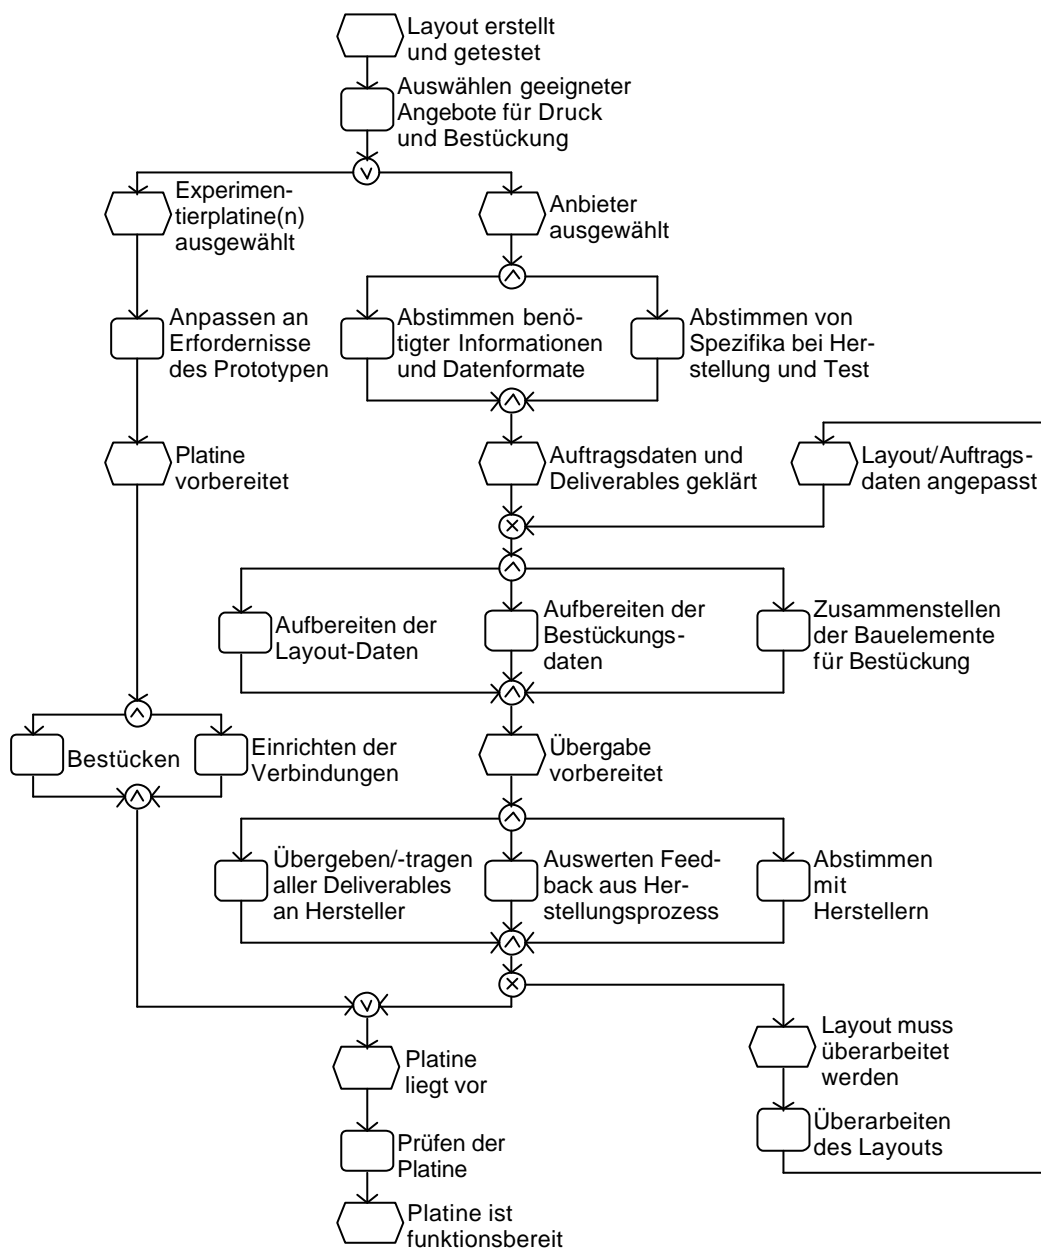 Layout erstellt
und getestet
Auswählen geeigneter
Angebote für Druck
und Bestückung
Experimen-
tierplatine(n)
ausgewählt
Anbieter
ausgewählt
Anpassen an
Erfordernisse
des Prototypen
Abstimmen benö-
tigter Informationen
und Datenformate
Abstimmen von
Spezifika bei Her-
stellung und Test
Platine
vorbereitet
Auftragsdaten und
Deliverables geklärt
Layout/Auftrags-
daten angepasst
Aufbereiten der
Layout-Daten
Aufbereiten der
Bestückungs-
daten
Zusammenstellen
der Bauelemente
für Bestückung
Bestücken
Einrichten der
Verbindungen
Übergabe
vorbereitet
Übergeben/-tragen
aller Deliverables
an Hersteller
Auswerten Feed-
back aus Her-
stellungsprozess
Abstimmen
mit
Herstellern
Platine
liegt vor
Layout muss
überarbeitet
werden
Prüfen der
Platine
Überarbeiten
des Layouts
Platine ist
funktionsbereit